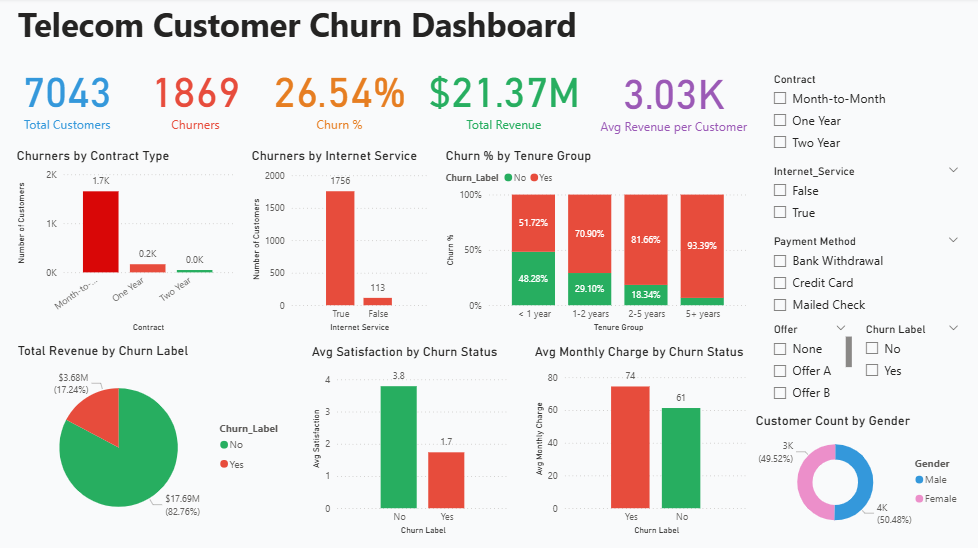 Telecom Customer Churn Dashboard
7043
Total Customers
1869
Churners
26.54%
Churn %
$21.37M
Total Revenue
3.03K
Avg Revenue per Customer
Contract
Month-to-Month
One Year
Two Year
Internet_Service
False
True
Payment Method
Bank Withdrawal
Credit Card
Mailed Check
Offer
None
Offer A
Offer B
Churn Label
No
Yes
Churners by Contract Type
Number of Customers
2K
1K
0K
1.7K
0.2K
0.0K
Month-to-...
One Year
Two Year
Contract
Churners by Internet Service
Number of Customers
2000
1500
1000
500
0
1756
113
True
False
Internet Service
Churn % by Tenure Group
Churn_Label
No
Yes
Churn %
100%
50%
0%
51.72%
48.28%
70.90%
29.10%
81.66%
18.34%
93.39%
< 1 year
1-2 years
2-5 years
5+ years
Tenure Group
Total Revenue by Churn Label
$3.68M
(17.24%)
$17.69M
(82.76%)
Churn_Label
No
Yes
Avg Satisfaction by Churn Status
Avg Satisfaction
4
3
2
1
0
3.8
1.7
No
Yes
Churn Label
Avg Monthly Charge by Churn Status
Avg Monthly Charge
80
60
40
20
0
74
61
Yes
No
Churn Label
Customer Count by Gender
3K
(49.52%)
4K
(50.48%)
Gender
Male
Female